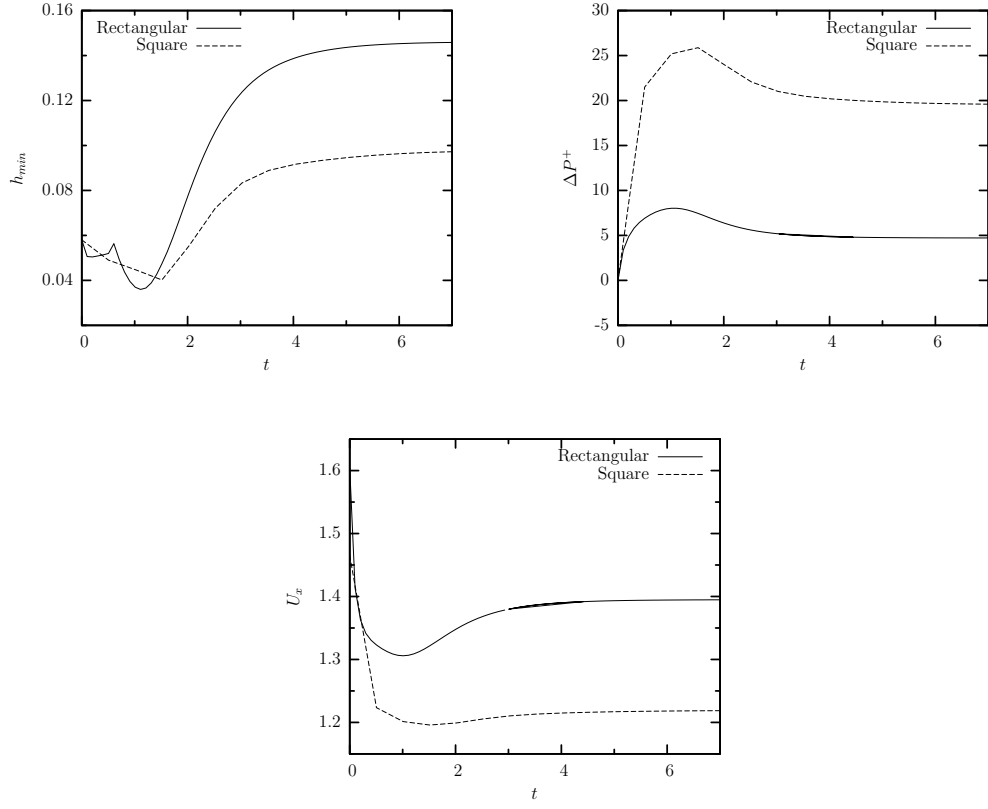 Rectangular
Square
0.16
0.12
0.08
0.04
h_min
0 2 4 6
t
Rectangular
Square
30
25
20
15
10
5
0
-5
ΔP⁺
0 2 4 6
t
Rectangular
Square
1.6
1.5
1.4
1.3
1.2
U_x
0 2 4 6
t